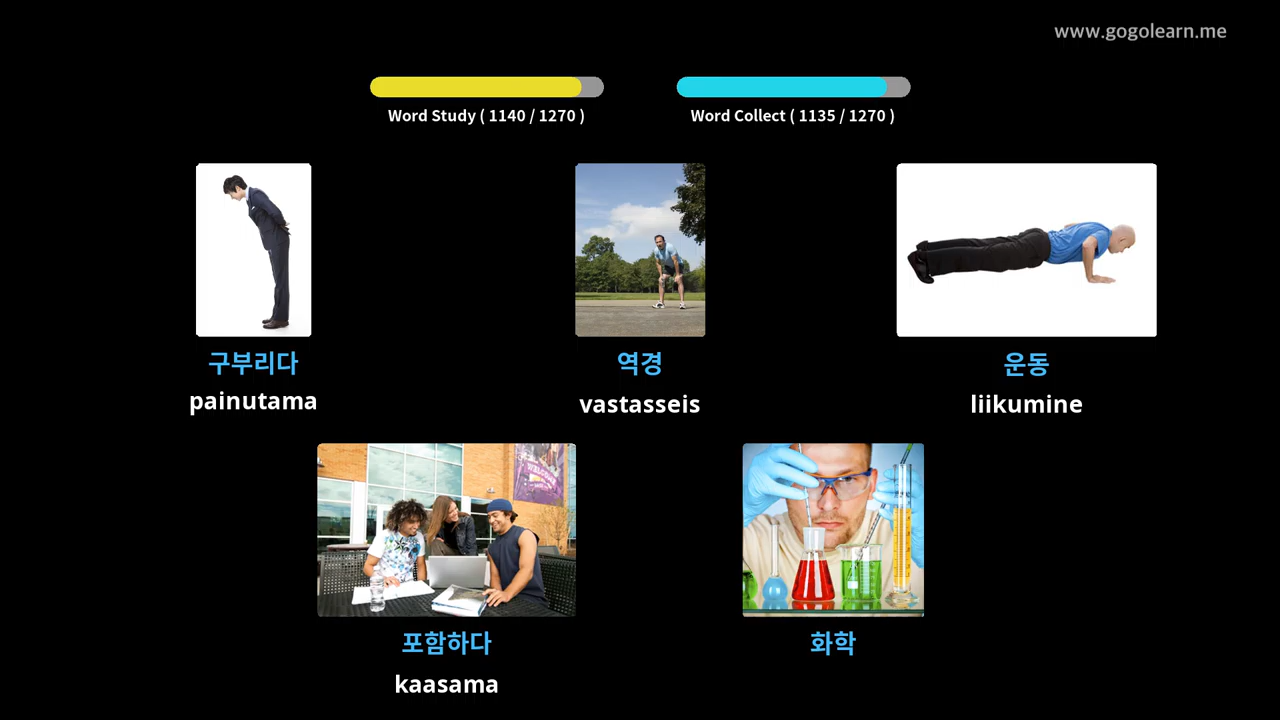 www.gogolearn.me
Word Study ( 1140 / 1270 )
Word Collect ( 1135 / 1270 )
구부리다
painutama
역경
vastasseis
운동
liikumine
WELCOME
포함하다
kaasama
화학